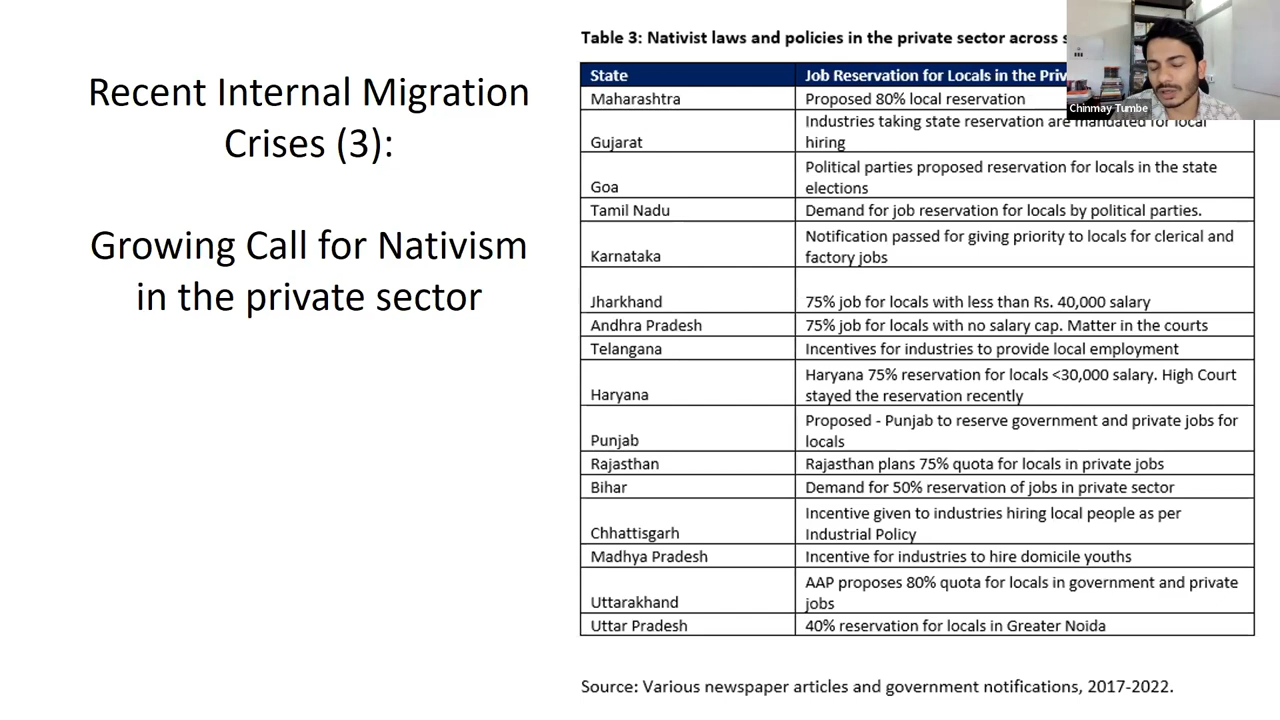 Recent Internal Migration
Crises (3):
Growing Call for Nativism
in the private sector
Table 3: Nativist laws and policies in the private sector across
State
Job Reservation for Locals in the
Maharashtra
Proposed 80% local reservation
Gujarat
Industries taking state reservation are mandated for local
hiring
Goa
Political parties proposed reservation for locals in the state
elections
Tamil Nadu
Demand for job reservation for locals by political parties.
Karnataka
Notification passed for giving priority to locals for clerical and
factory jobs
Jharkhand
75% job for locals with less than Rs. 40,000 salary
Andhra Pradesh
75% job for locals with no salary cap. Matter in the courts
Telangana
Incentives for industries to provide local employment
Haryana
Haryana 75% reservation for locals <30,000 salary. High Court
stayed the reservation recently
Punjab
Proposed - Punjab to reserve government and private jobs for
locals
Rajasthan
Rajasthan plans 75% quota for locals in private jobs
Bihar
Demand for 50% reservation of jobs in private sector
Chhattisgarh
Incentive given to industries hiring local people as per
Industrial Policy
Madhya Pradesh
Incentive for industries to hire domicile youths
Uttarakhand
AAP proposes 80% quota for locals in government and private
jobs
Uttar Pradesh
40% reservation for locals in Greater Noida
Source: Various newspaper articles and government notifications, 2017-2022.
Chinmay Tumbe